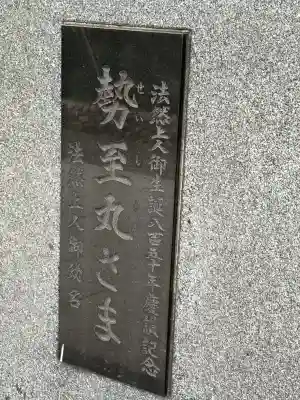 法然上人御生誕八百五十年慶讃記念
勢至丸さま
せいし
法然上人御幼名